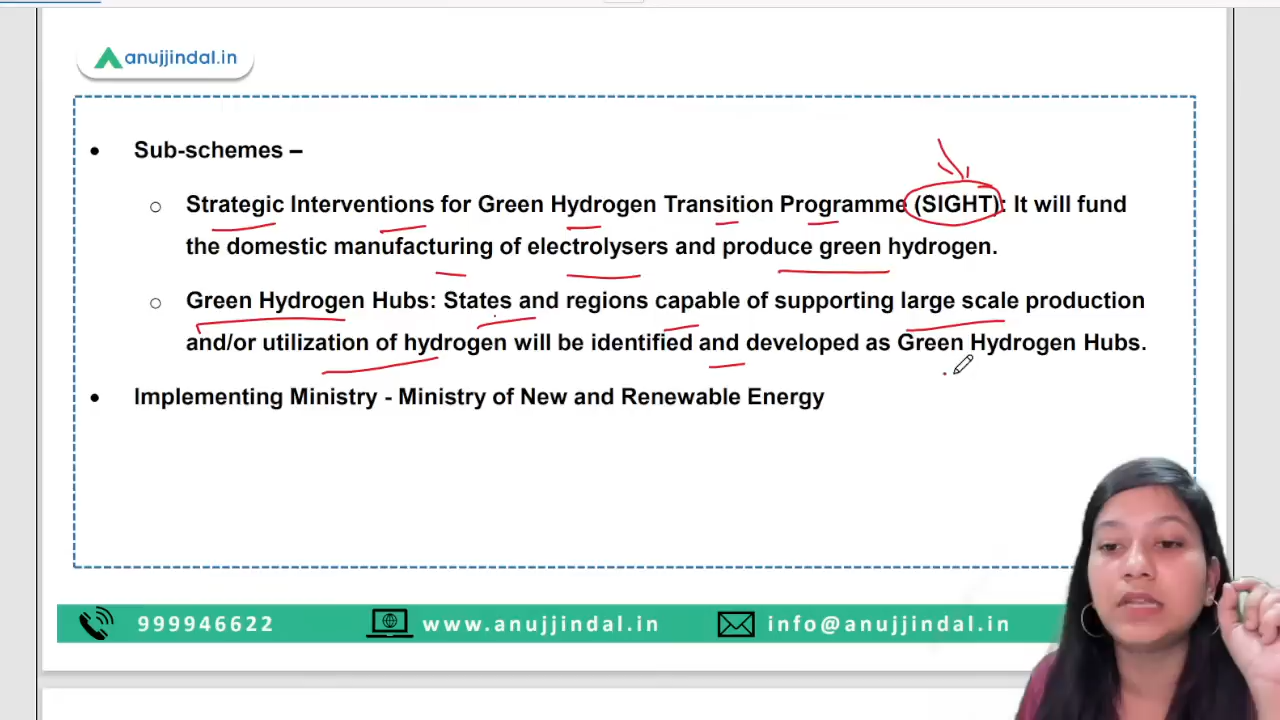 anujjindal.in
Sub-schemes –
Strategic Interventions for Green Hydrogen Transition Programme (SIGHT): It will fund
the domestic manufacturing of electrolysers and produce green hydrogen.
Green Hydrogen Hubs: States and regions capable of supporting large scale production
and/or utilization of hydrogen will be identified and developed as Green Hydrogen Hubs.
Implementing Ministry - Ministry of New and Renewable Energy
999946622 www.anujjindal.in info@anujjindal.in